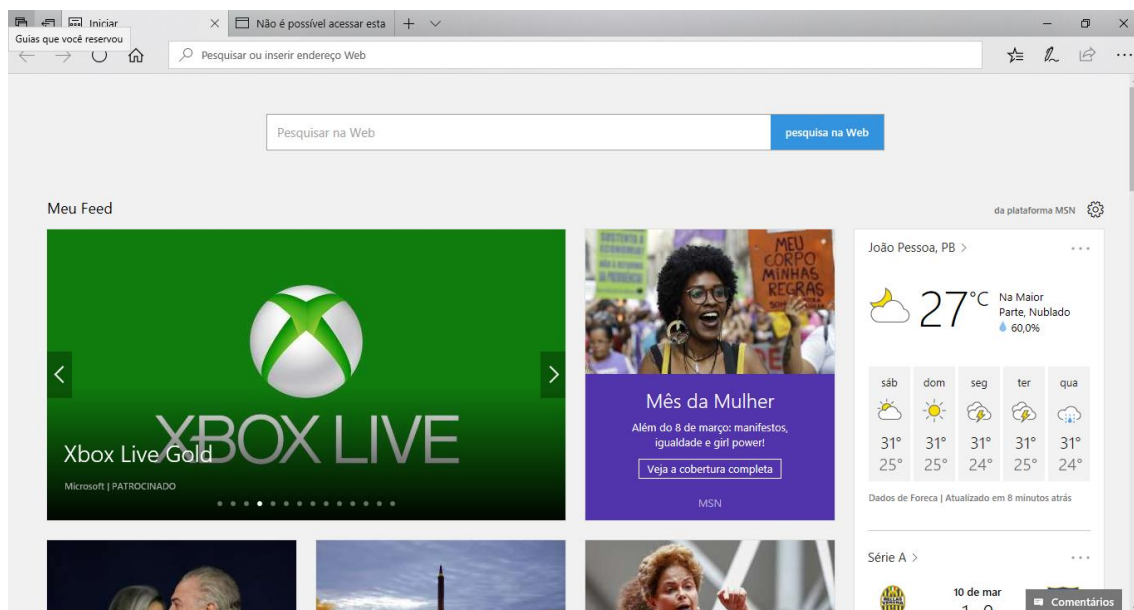 Iniciar
Não é possível acessar esta
Guias que você reservou
Pesquisar ou inserir endereço Web
Pesquisar na Web
pesquisa na Web
Meu Feed
da plataforma MSN
XBOX LIVE
Xbox Live Gold
Microsoft | PATROCINADO
MEU
CORPO
MINHAS
REGRAS
Mês da Mulher
Além do 8 de março: manifestos,
igualdade e girl power!
Veja a cobertura completa
MSN
João Pessoa, PB >
27°C
Na Maior
Parte, Nublado
60,0%
sáb dom seg ter qua
31° 31° 31° 31° 31°
25° 25° 24° 25° 24°
Dados de Foreca | Atualizado em 8 minutos atrás
Série A >
10 de mar
Comentários